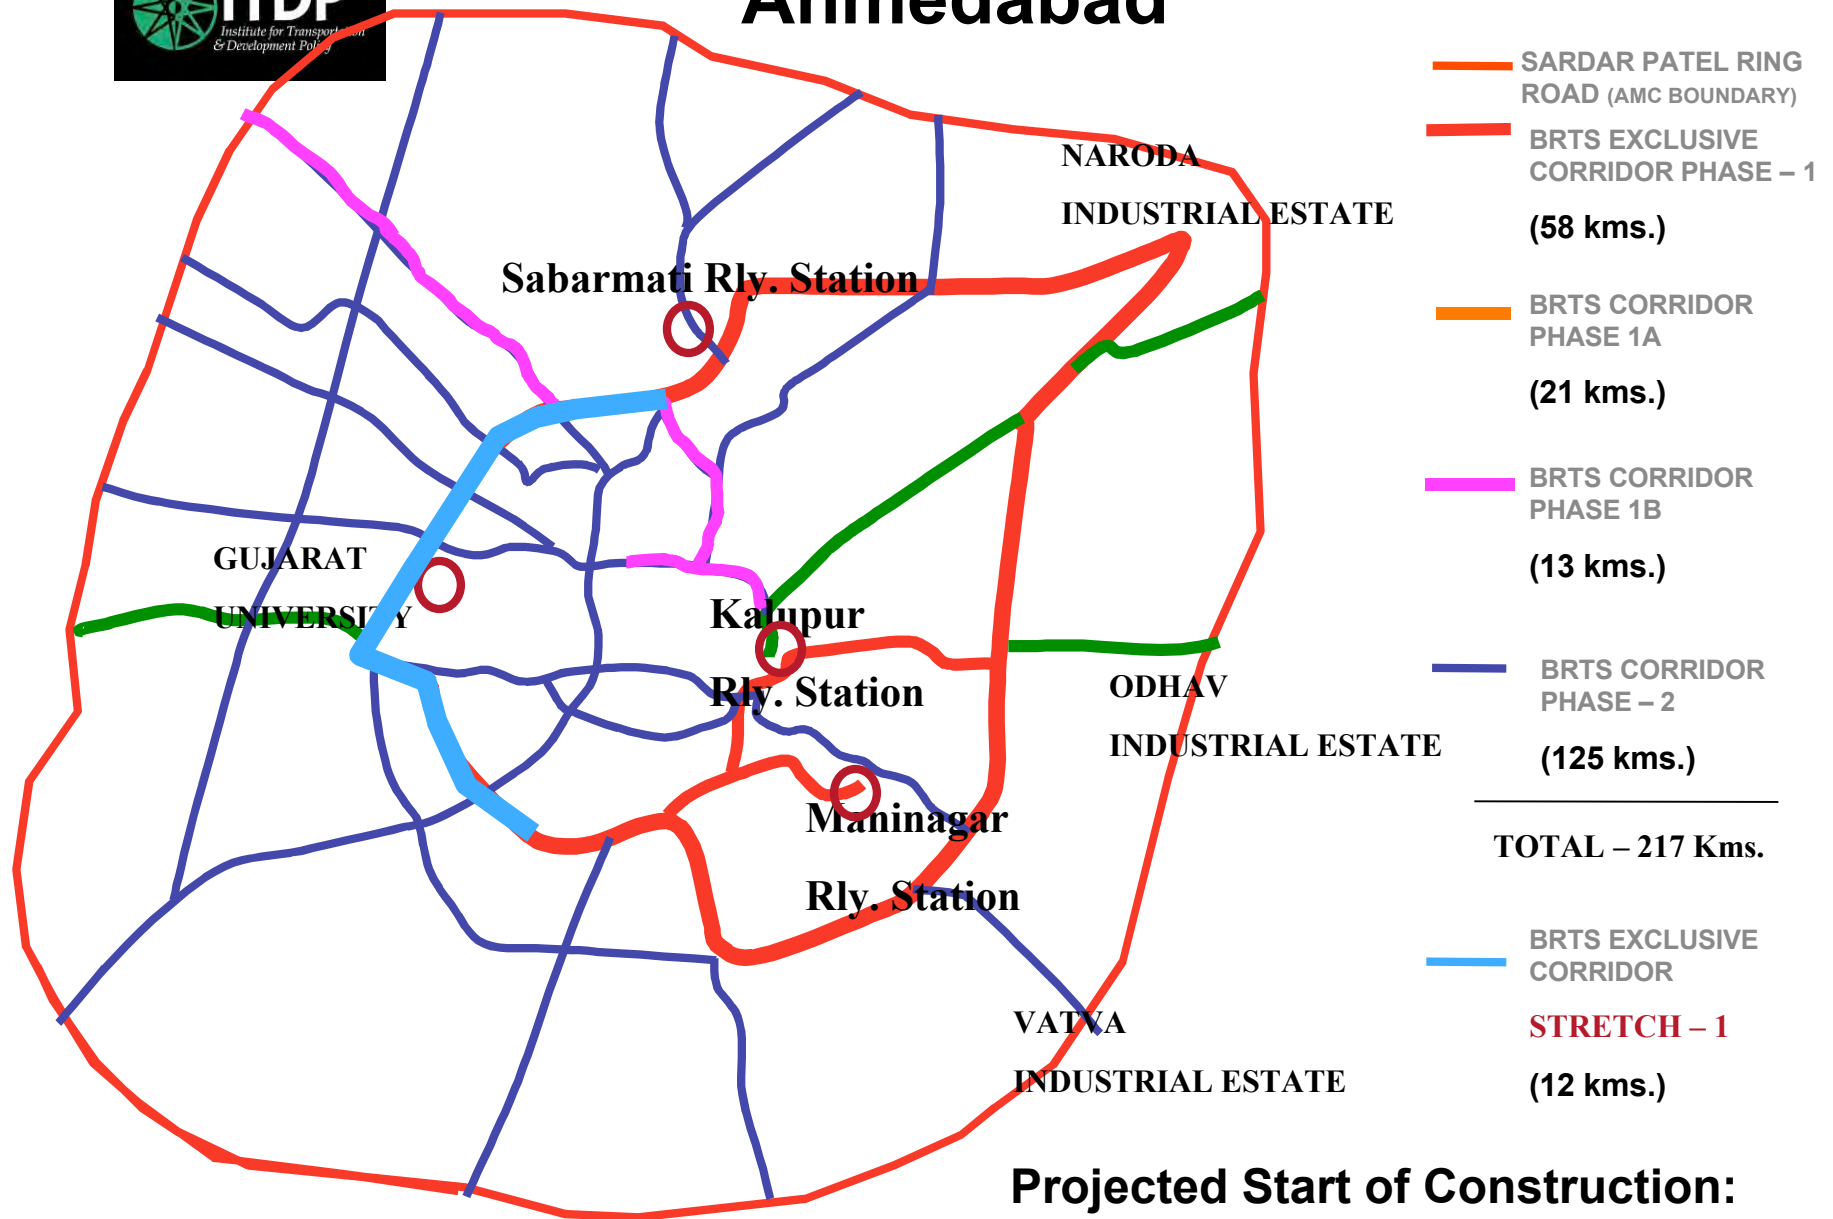 ITDP
Institute for Transportation
& Development Policy
Ahmedabad
SARDAR PATEL RING
ROAD (AMC BOUNDARY)
BRTS EXCLUSIVE
CORRIDOR PHASE – 1
(58 kms.)
BRTS CORRIDOR
PHASE 1A
(21 kms.)
BRTS CORRIDOR
PHASE 1B
(13 kms.)
BRTS CORRIDOR
PHASE – 2
(125 kms.)
TOTAL – 217 Kms.
BRTS EXCLUSIVE
CORRIDOR
STRETCH – 1
(12 kms.)
NARODA
INDUSTRIAL ESTATE
Sabarmati Rly. Station
GUJARAT
UNIVERSITY
Kalupur
Rly. Station
ODHAV
INDUSTRIAL ESTATE
Maninagar
Rly. Station
VATVA
INDUSTRIAL ESTATE
Projected Start of Construction: